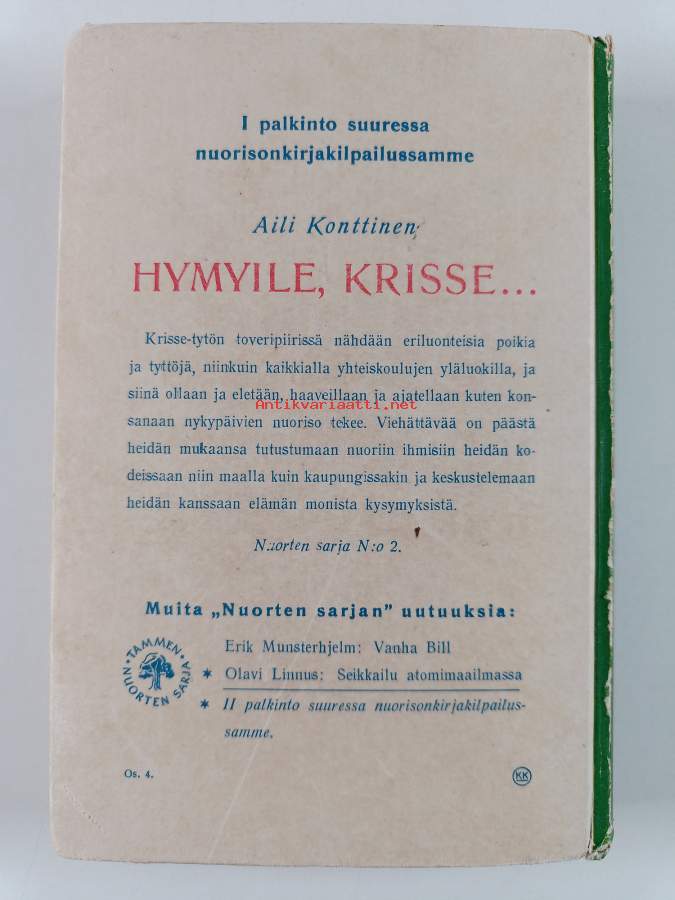 I palkinto suuressa
nuorisonkirjakilpailussamme
Aili Konttinen:
HYMYILE, KRISSE...
Krisse-tytön toveripiirissä nähdään eriluonteisia poikia
ja tyttöjä, niinkuin kaikkialla yhteiskoulujen yläluokilla, ja
siinä ollaan ja eletään, haaveillaan ja ajatellaan kuten kon-
Antikvariaatti.net
sanaan nykypäivien nuoriso tekee. Viehättävää on päästä
heidän mukaansa tutustumaan nuoriin ihmisiin heidän ko-
deissaan niin maalla kuin kaupungissakin ja keskustelemaan
heidän kanssaan elämän monista kysymyksistä.
Nuorten sarja N:o 2.
Muita „Nuorten sarjan” uutuuksia:
TAMMEN NUORTEN SARJA
Erik Munsterhjelm: Vanha Bill
* Olavi Linnus: Seikkailu atomimaailmassa
* II palkinto suuressa nuorisonkirjakilpailus-
samme.
Os. 4.
KK